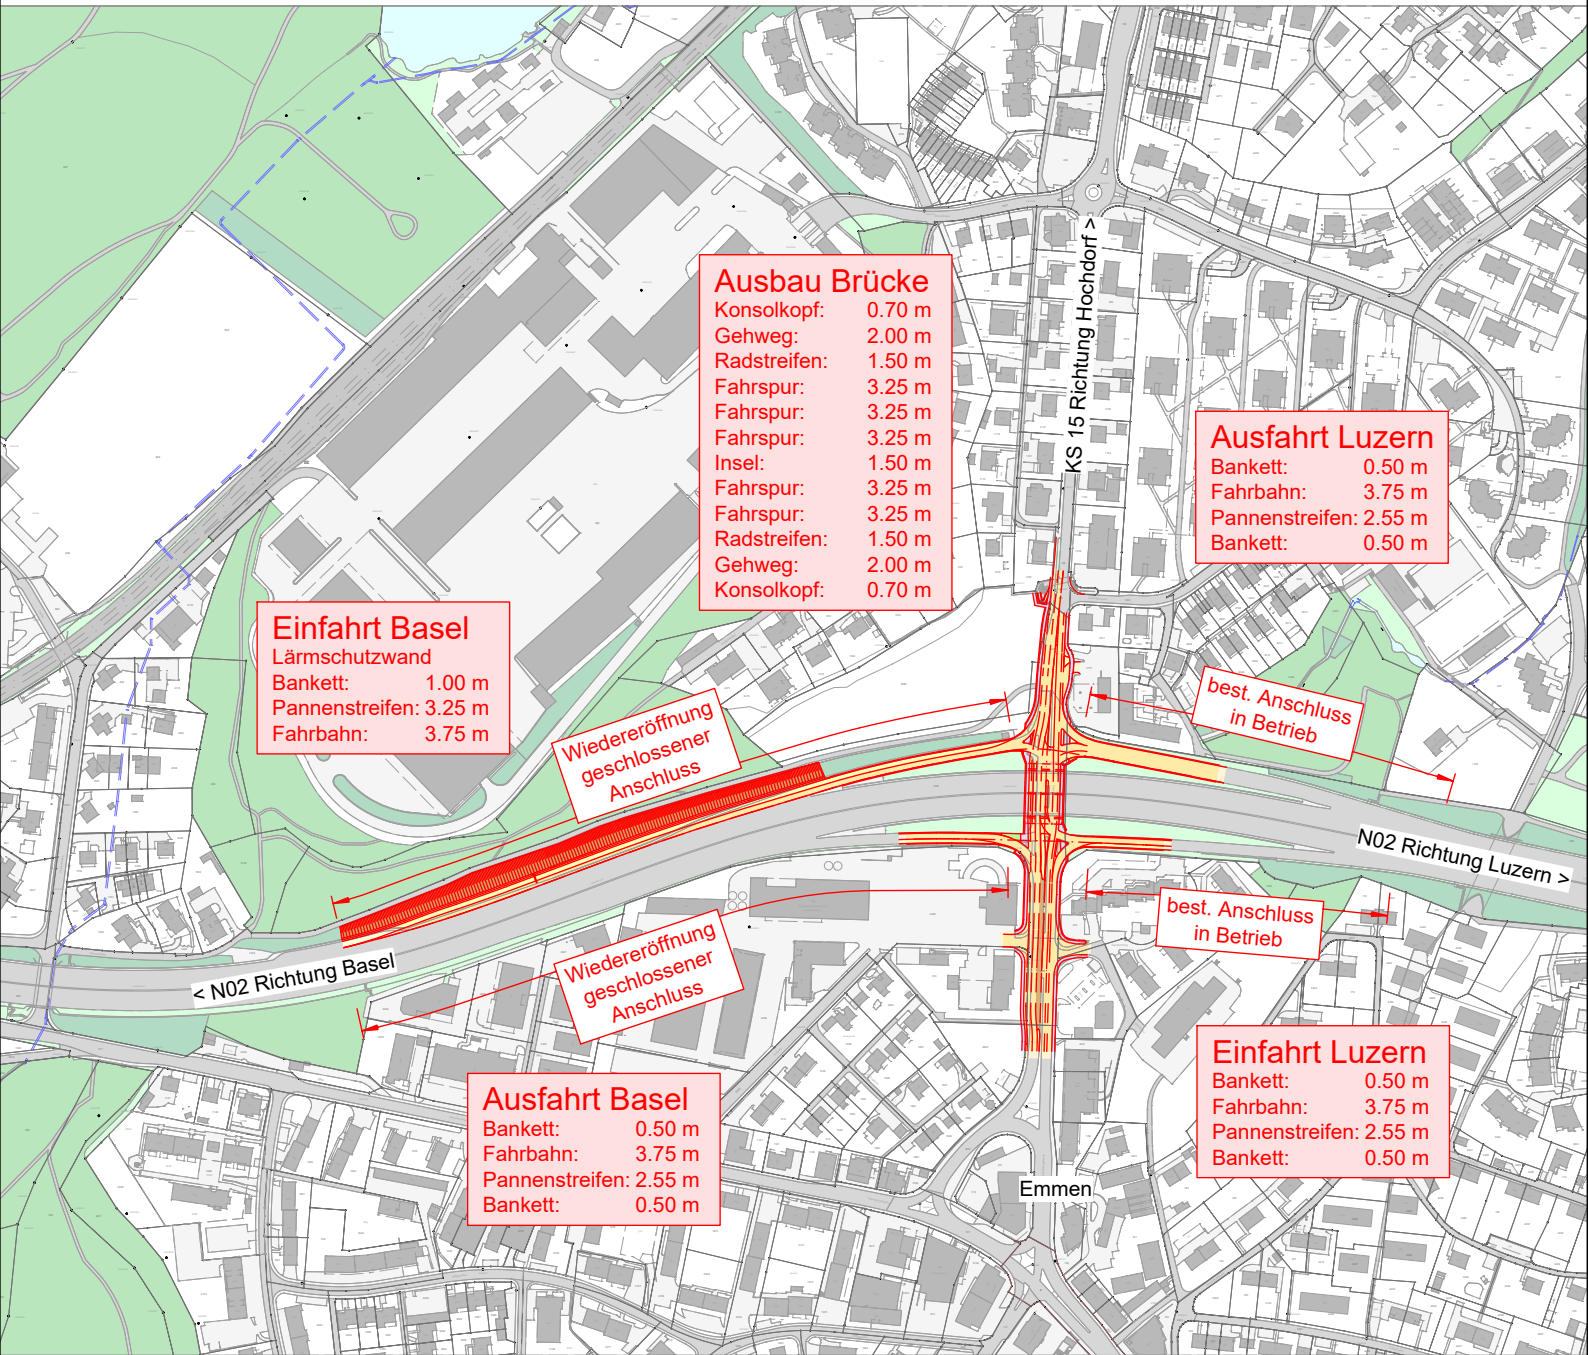 KS 15 Richtung Hochdorf >
Ausbau Brücke
Konsolkopf: 0.70 m
Gehweg: 2.00 m
Radstreifen: 1.50 m
Fahrspur: 3.25 m
Fahrspur: 3.25 m
Fahrspur: 3.25 m
Insel: 1.50 m
Fahrspur: 3.25 m
Fahrspur: 3.25 m
Radstreifen: 1.50 m
Gehweg: 2.00 m
Konsolkopf: 0.70 m
Ausfahrt Luzern
Bankett: 0.50 m
Fahrbahn: 3.75 m
Pannenstreifen: 2.55 m
Bankett: 0.50 m
Einfahrt Basel
Lärmschutzwand
Bankett: 1.00 m
Pannenstreifen: 3.25 m
Fahrbahn: 3.75 m
Wiedereröffnung
geschlossener
Anschluss
best. Anschluss
in Betrieb
N02 Richtung Luzern >
best. Anschluss
in Betrieb
< N02 Richtung Basel
Wiedereröffnung
geschlossener
Anschluss
Einfahrt Luzern
Bankett: 0.50 m
Fahrbahn: 3.75 m
Pannenstreifen: 2.55 m
Bankett: 0.50 m
Ausfahrt Basel
Bankett: 0.50 m
Fahrbahn: 3.75 m
Pannenstreifen: 2.55 m
Bankett: 0.50 m
Emmen